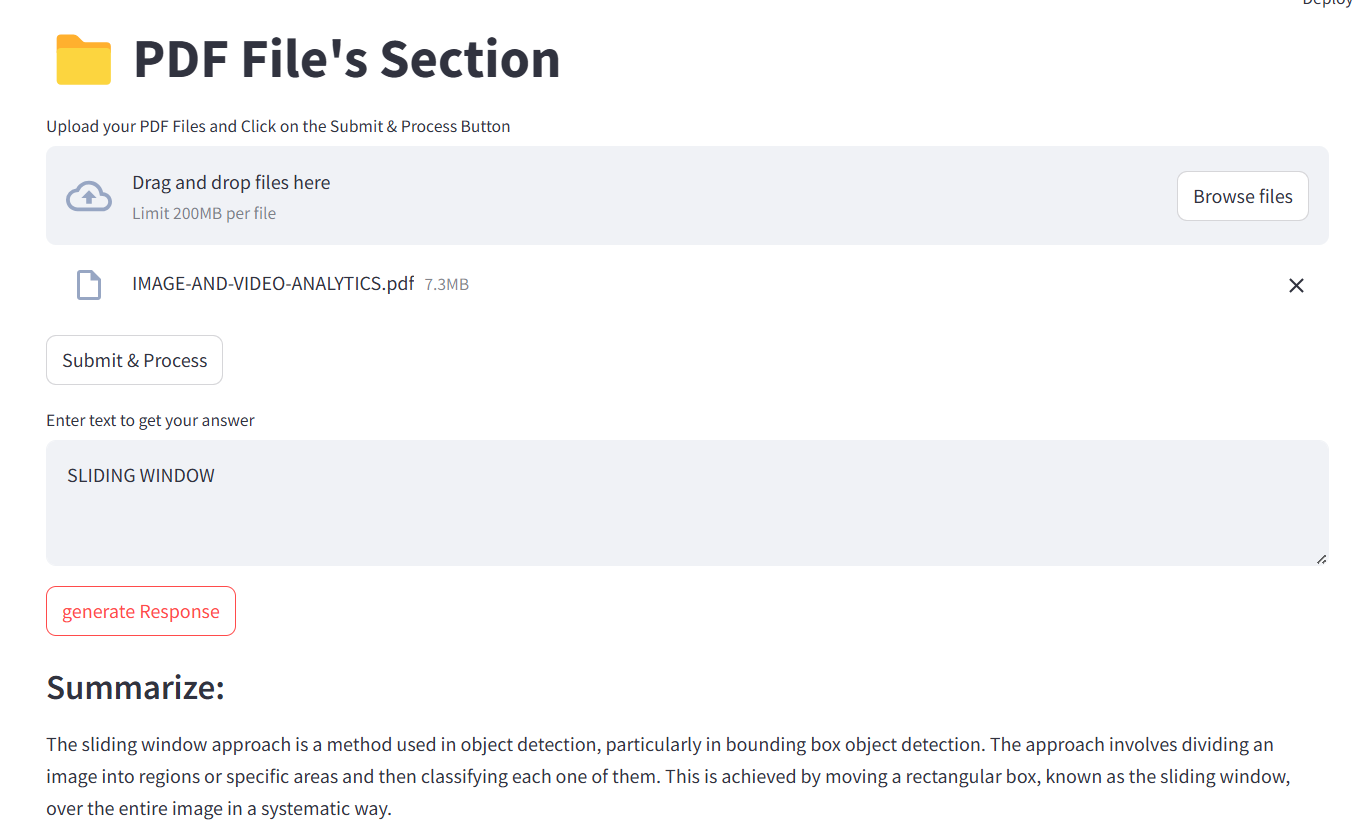 Deploy
PDF File's Section
Upload your PDF Files and Click on the Submit & Process Button
Drag and drop files here
Limit 200MB per file
Browse files
IMAGE-AND-VIDEO-ANALYTICS.pdf 7.3MB
Submit & Process
Enter text to get your answer
SLIDING WINDOW
generate Response
Summarize:
The sliding window approach is a method used in object detection, particularly in bounding box object detection. The approach involves dividing an
image into regions or specific areas and then classifying each one of them. This is achieved by moving a rectangular box, known as the sliding window,
over the entire image in a systematic way.